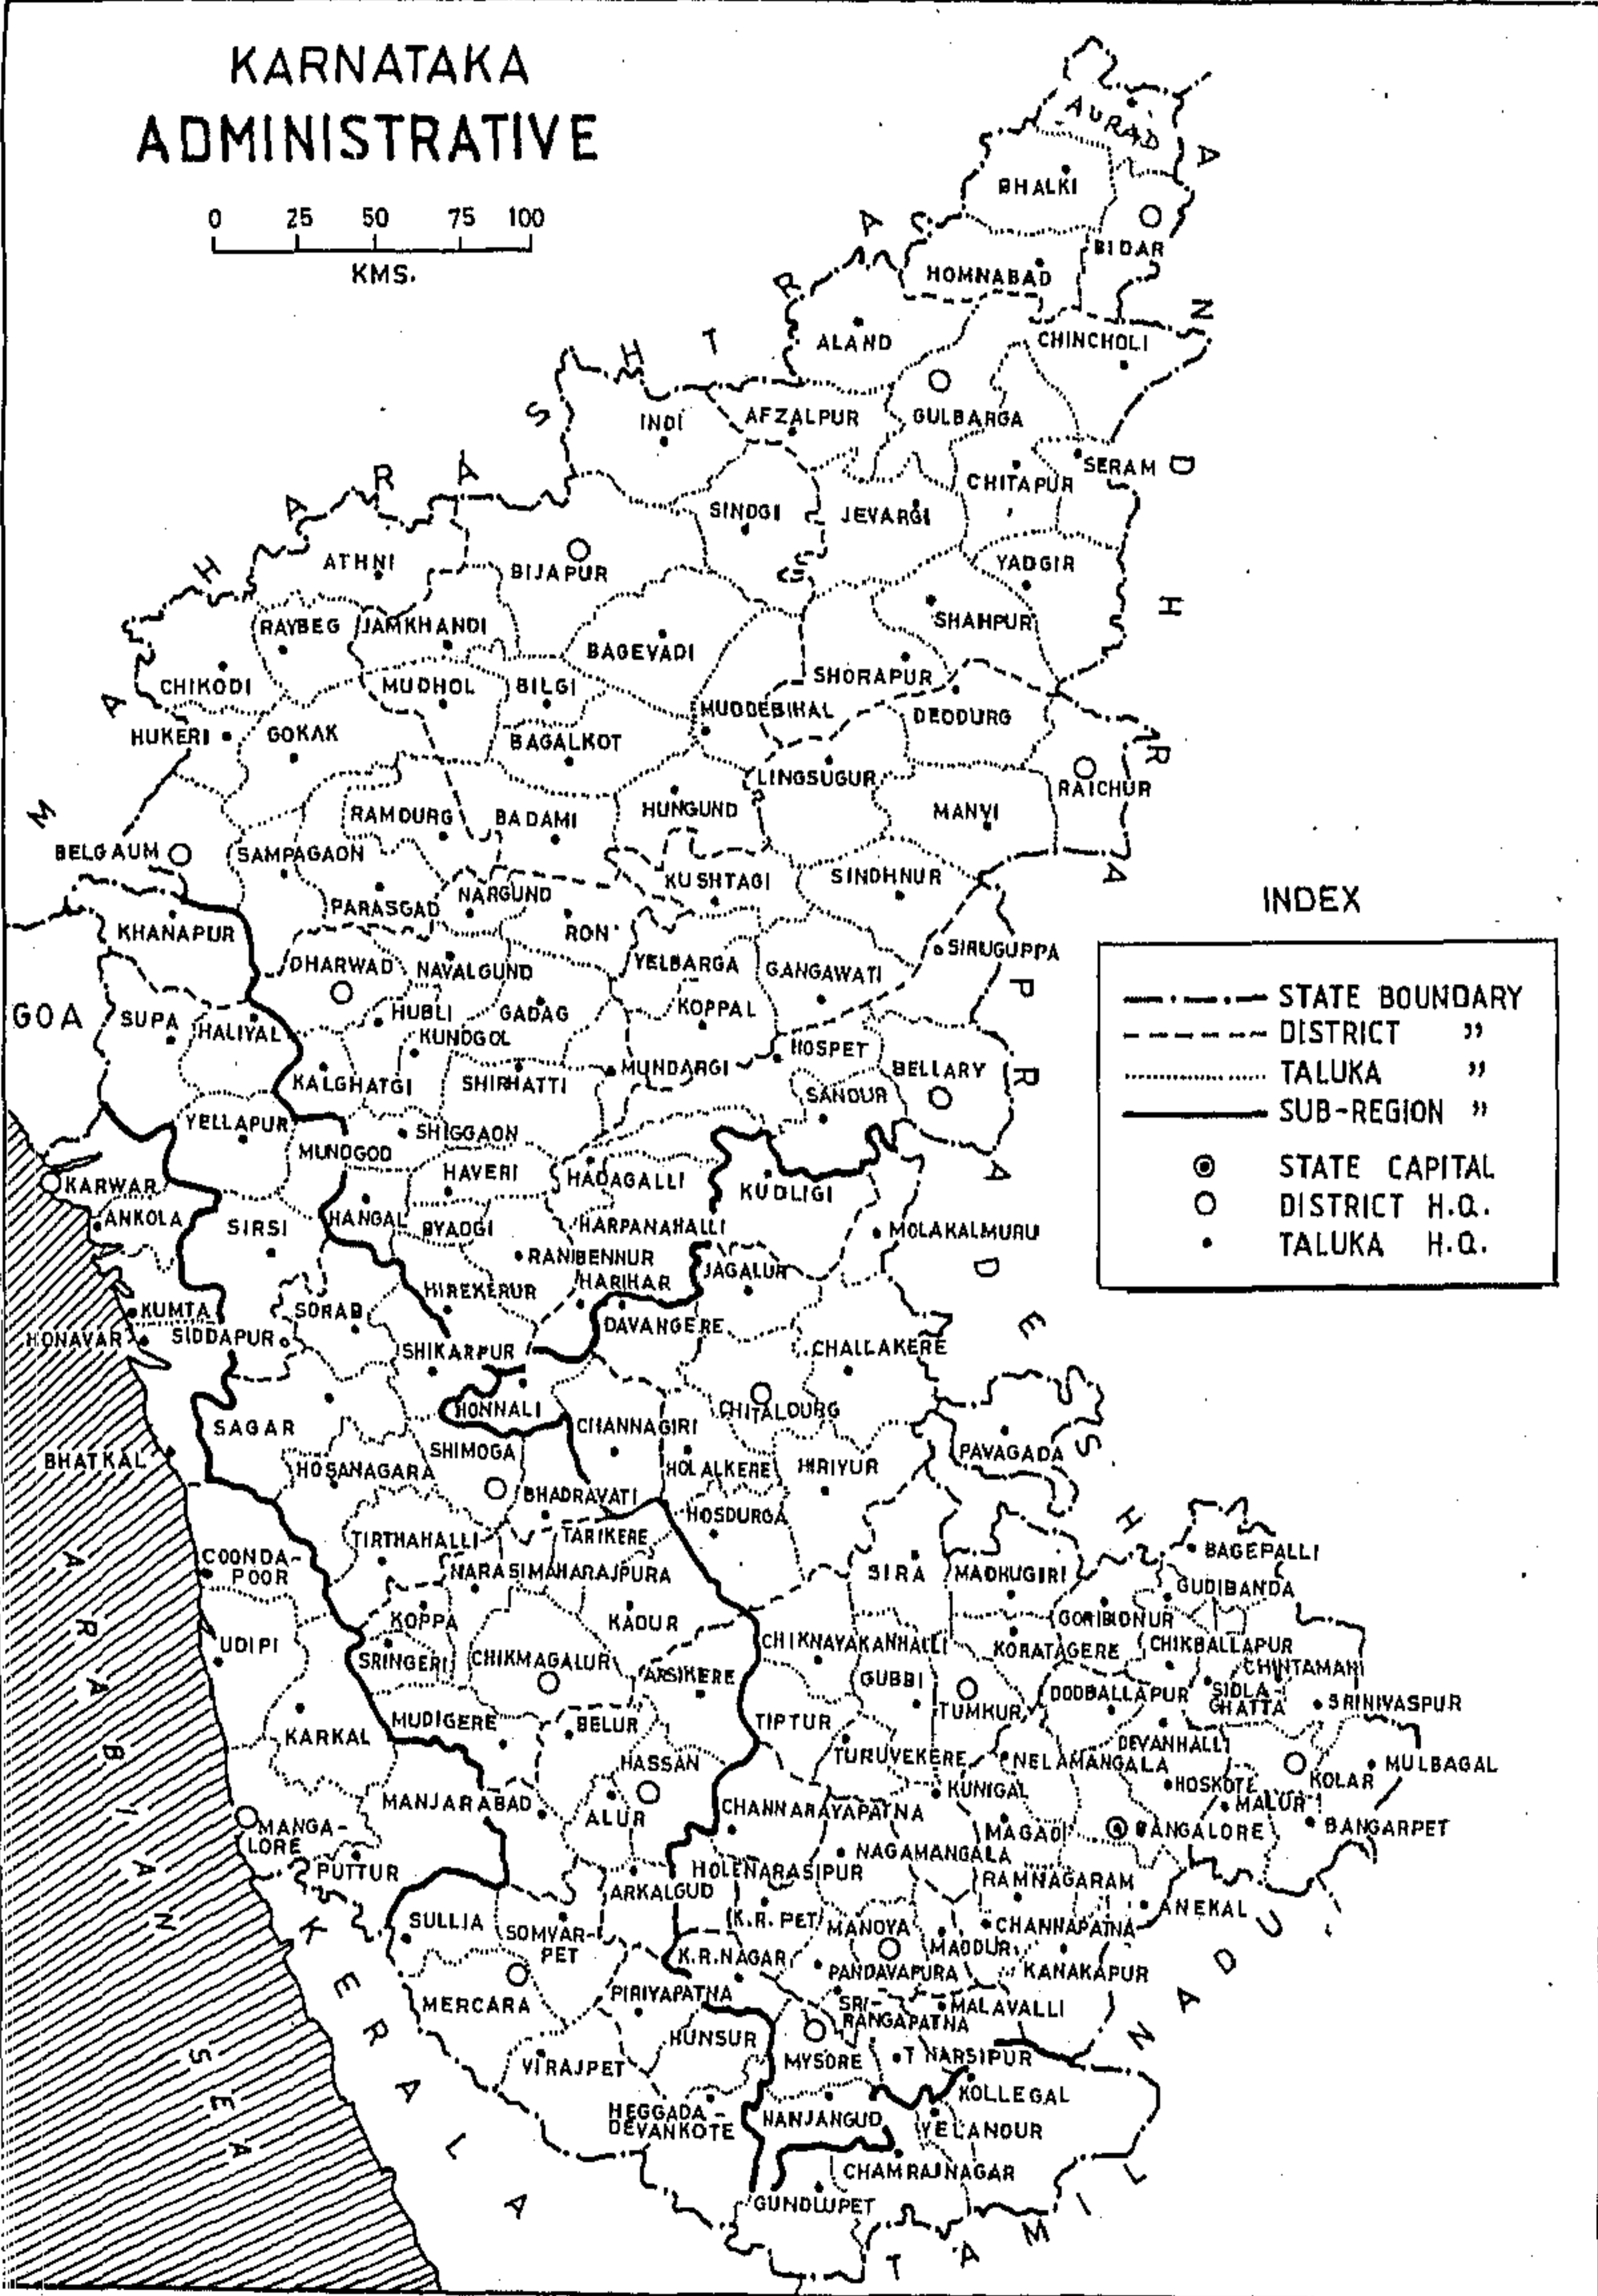 KARNATAKA
ADMINISTRATIVE
0 25 50 75 100
KMS.
MAHARASHTRA
ANDHRA PRADESH
AURAD
BHALKI
BIDAR
HOMNABAD
ALAND
CHINCHOLI
INDI
AFZALPUR
GULBARGA
SERAM
CHITAPUR
SINDGI
JEVARGI
ATHNI
BIJAPUR
YADGIR
RAYBEG
JAMKHANDI
SHAHPUR
BAGEVADI
CHIKODI
MUDHOL
BILGI
SHORAPUR
MUDDEBIHAL
DEODURG
HUKERI
GOKAK
BAGALKOT
LINGSUGUR
RAICHUR
RAMDURG
BADAMI
HUNGUND
MANVI
BELGAUM
SAMPAGAON
KUSHTAGI
SINDHNUR
PARASGAD
NARGUND
INDEX
KHANAPUR
RON
SIRUGUPPA
DHARWAD
NAVALGUND
YELBARGA
GANGAWATI
STATE BOUNDARY
GOA
SUPA
HALIYAL
HUBLI
GADAG
KOPPAL
DISTRICT "
KUNDGOL
HOSPET
MUNDARGI
BELLARY
TALUKA "
KALGHATGI
SHIRHATTI
SANDUR
SUB-REGION "
YELLAPUR
SHIGGAON
MUNDGOD
STATE CAPITAL
KARWAR
HAVERI
HADAGALLI
KUDLIGI
DISTRICT H.Q.
ANKOLA
SIRSI
HANGAL
BYADGI
HARPANAHALLI
MOLAKALMURU
TALUKA H.Q.
RANIBENNUR
JAGALUR
HIREKERUR
HARIHAR
KUMTA
SORAB
HONAVAR
SIDDAPUR
DAVANGERE
SHIKARPUR
CHALLAKERE
HONNALI
CHITALDURG
SAGAR
CHANNAGIRI
BHATKAL
SHIMOGA
PAVAGADA
HOSANAGARA
HOLALKERE
HIRIYUR
BHADRAVATI
HOSDURGA
TIRTHAHALLI
TARIKERE
BAGEPALLI
COONDA-
POOR
NARASIMAHARAJPURA
SIRA
MADHUGIRI
GUDIBANDA
KOPPA
KADUR
GORIBIDNUR
UDIPI
SRINGERI
CHIKMAGALUR
CHIKNAYAKANHALLI
KORATAGERE
CHIKBALLAPUR
CHINTAMANI
ARSIKERE
GUBBI
DODBALLAPUR
SIDLA-
GHATTA
SRINIVASPUR
KARKAL
MUDIGERE
BELUR
TIPTUR
TUMKUR
DEVANHALLI
HASSAN
TURUVEKERE
NELAMANGALA
KOLAR
MULBAGAL
KUNIGAL
HOSKOTE
MANJARABAD
ALUR
CHANNARAYAPATNA
MALUR
MANGA-
LORE
MAGADI
BANGALORE
BANGARPET
NAGAMANGALA
PUTTUR
HOLENARASIPUR
RAMNAGARAM
ARKALGUD
ANEKAL
SULLIA
SOMVAR-
PET
K.R. PET
MANDYA
CHANNAPATNA
MADDUR
K.R. NAGAR
PANDAVAPURA
KANAKAPUR
MERCARA
PIRIYAPATNA
SRI-
RANGAPATNA
MALAVALLI
HUNSUR
MYSORE
T NARSIPUR
VIRAJPET
KOLLEGAL
HEGGADA-
DEVANKOTE
NANJANGUD
YELANDUR
CHAMRAJNAGAR
GUNDLUPET
ARABIAN SEA
KERALA
TAMIL NADU